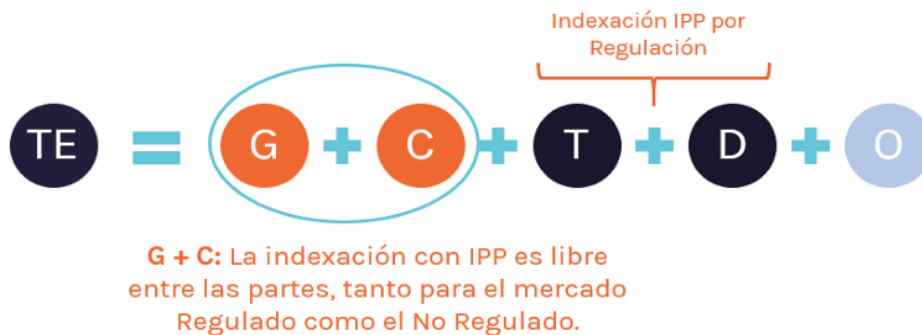 Indexación IPP por
Regulación
TE = G + C + T + D + O
G + C: La indexación con IPP es libre
entre las partes, tanto para el mercado
Regulado como el No Regulado.